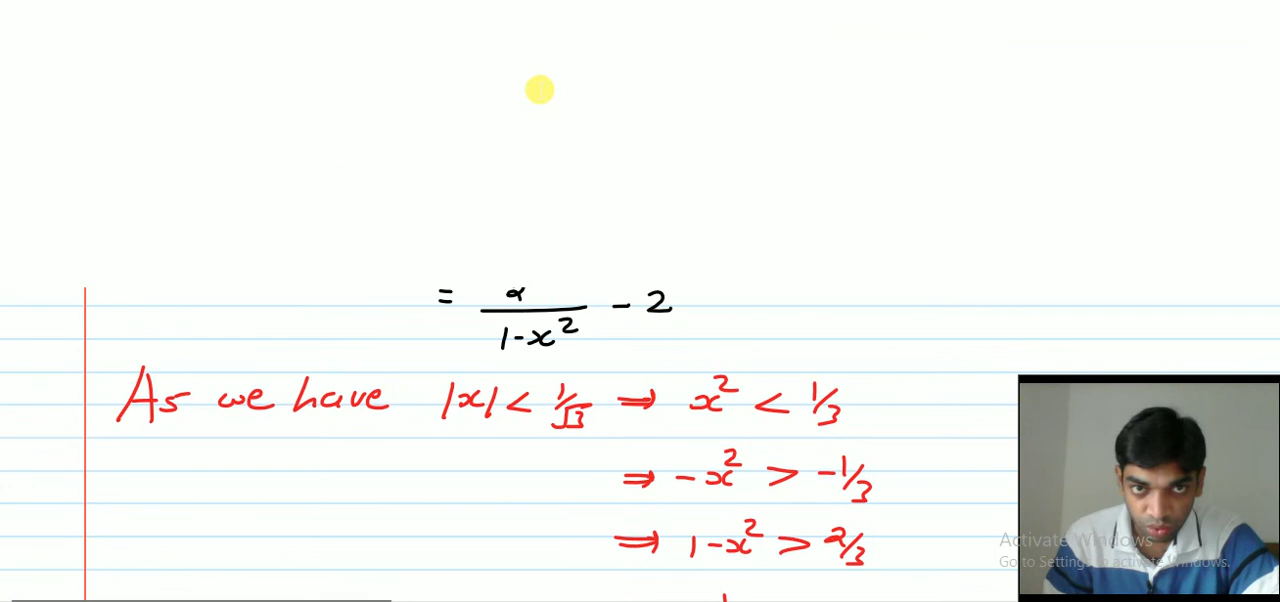 = α/(1-x²) - 2
As we have |x| < 1/√3 ⇒ x² < 1/3
⇒ -x² > -1/3
⇒ 1-x² > 2/3
Activate Windows
Go to Settings to activate Windows.